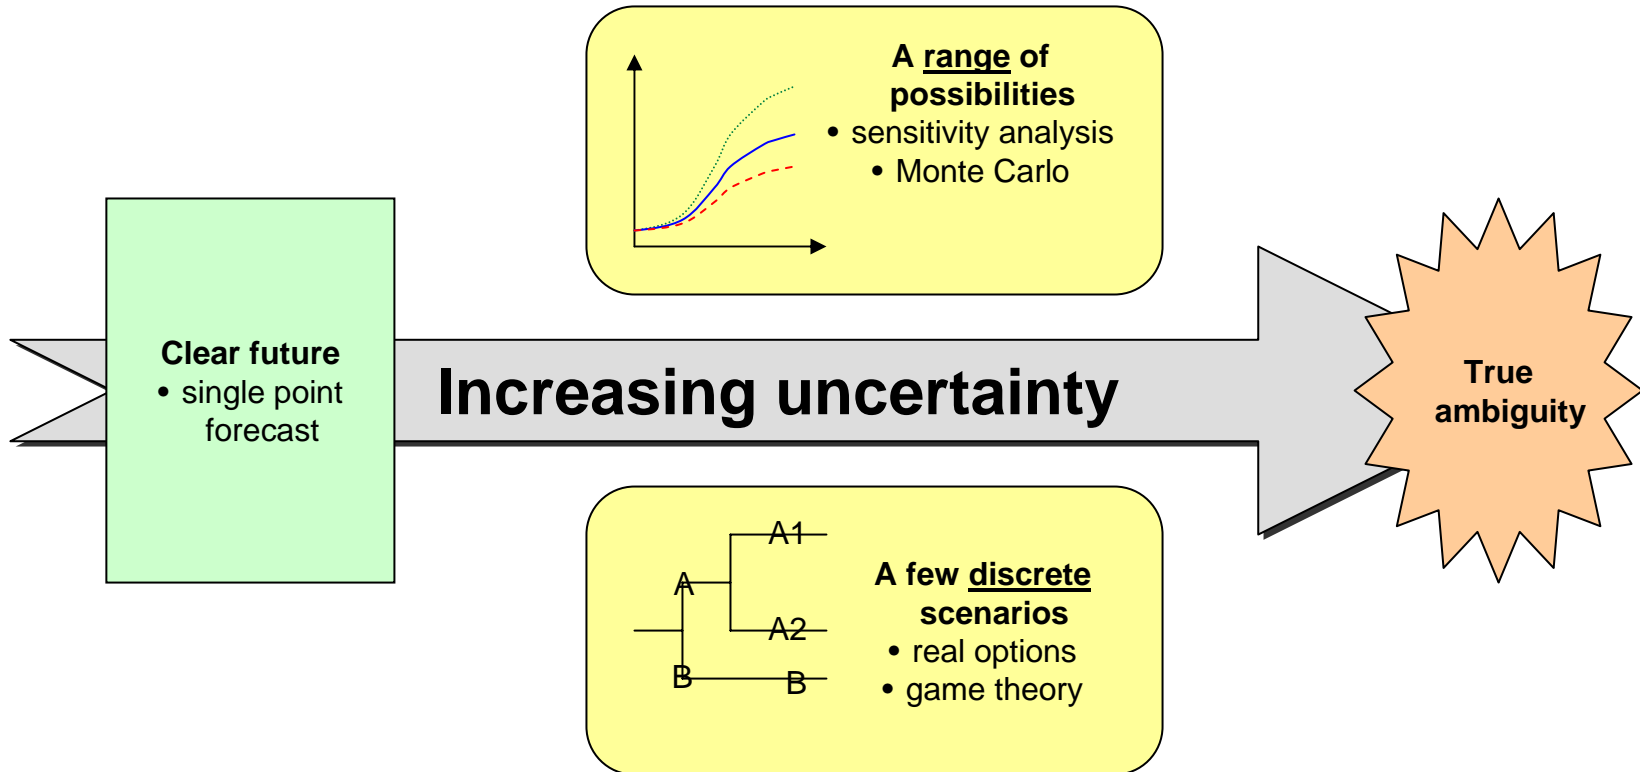 A range of
possibilities
• sensitivity analysis
• Monte Carlo
Clear future
• single point
forecast
Increasing uncertainty
True
ambiguity
A1
A
A2
B
B
A few discrete
scenarios
• real options
• game theory